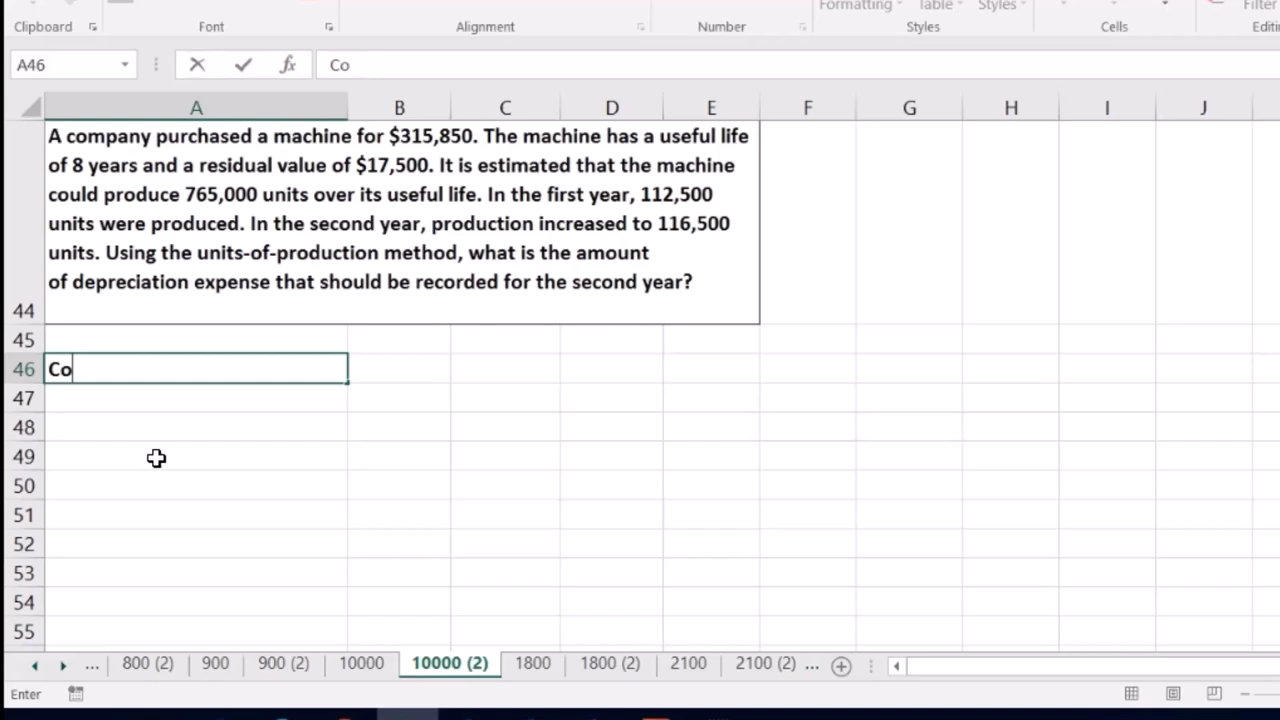 Formatting Table Styles Filter
Clipboard Font Alignment Number Styles Cells Editi
A46 fx Co
A B C D E F G H I J
A company purchased a machine for $315,850. The machine has a useful life
of 8 years and a residual value of $17,500. It is estimated that the machine
could produce 765,000 units over its useful life. In the first year, 112,500
units were produced. In the second year, production increased to 116,500
units. Using the units-of-production method, what is the amount
of depreciation expense that should be recorded for the second year?
44
45
46 Co
47
48
49
50
51
52
53
54
55
... 800 (2) 900 900 (2) 10000 10000 (2) 1800 1800 (2) 2100 2100 (2) ...
Enter